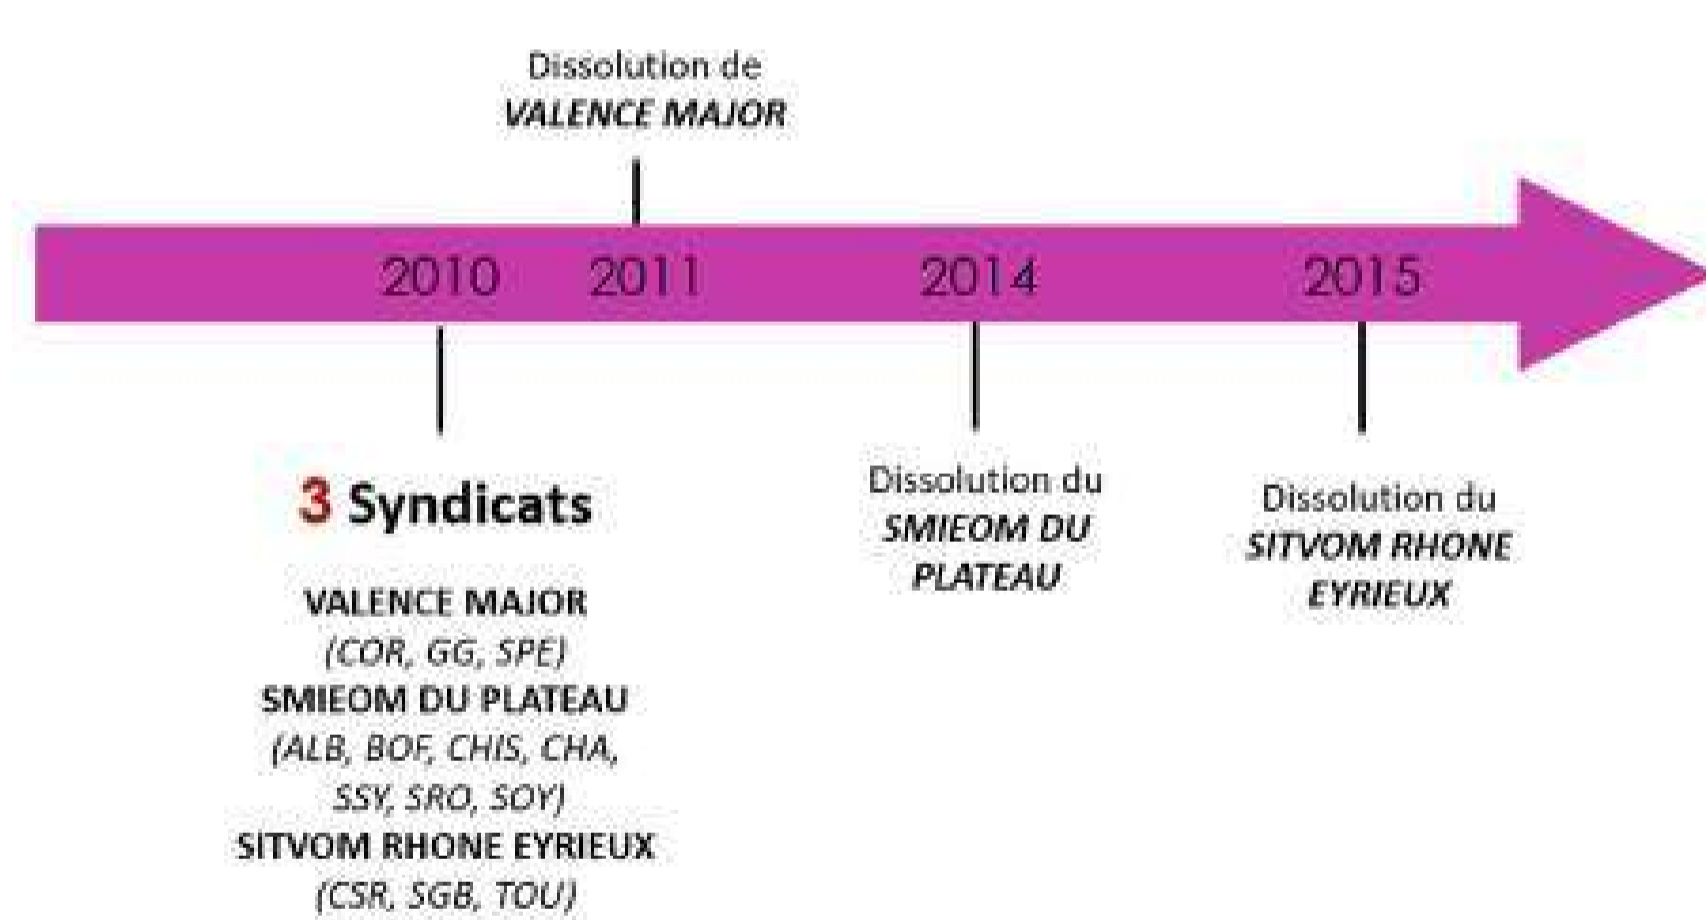 Dissolution de
VALENCE MAJOR
2010 2011 2014 2015
3 Syndicats
VALENCE MAJOR
(COR, GG, SPE)
SMIEOM DU PLATEAU
(ALB, BOF, CHIS, CHA,
SSY, SRO, SOY)
SITVOM RHONE EYRIEUX
(CSR, SGB, TOU)
Dissolution du
SMIEOM DU
PLATEAU
Dissolution du
SITVOM RHONE
EYRIEUX